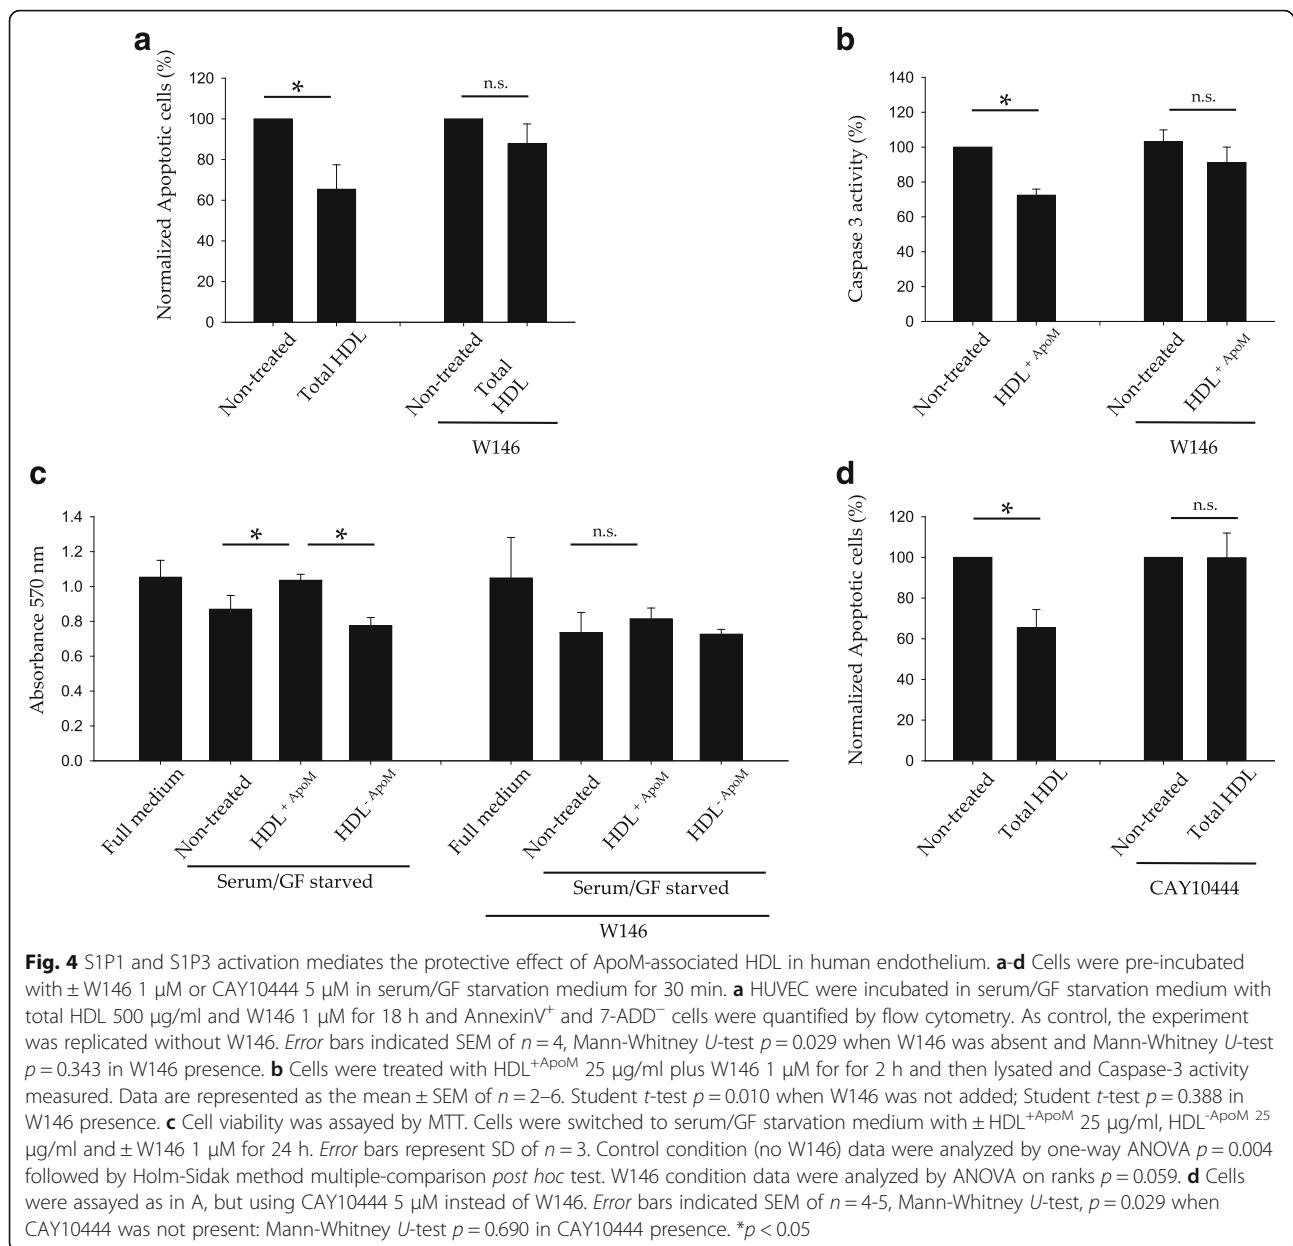 a
Normalized Apoptotic cells (%)
120
100
80
60
40
20
0
*
n.s.
Non-treated
Total HDL
Non-treated
Total
HDL
W146
b
Caspase 3 activity (%)
140
120
100
80
60
40
20
0
*
n.s.
Non-treated
HDL + ApoM
Non-treated
HDL + ApoM
W146
c
Absorbance 570 nm
1.4
1.2
1.0
0.8
0.6
0.4
0.2
0.0
*
*
n.s.
Full medium
Non-treated
HDL + ApoM
HDL - ApoM
Serum/GF starved
Full medium
Non-treated
HDL + ApoM
HDL - ApoM
Serum/GF starved
W146
d
Normalized Apoptotic cells (%)
120
100
80
60
40
20
0
*
n.s.
Non-treated
Total HDL
Non-treated
Total HDL
CAY10444
Fig. 4 S1P1 and S1P3 activation mediates the protective effect of ApoM-associated HDL in human endothelium. a-d Cells were pre-incubated
with ± W146 1 μM or CAY10444 5 μM in serum/GF starvation medium for 30 min. a HUVEC were incubated in serum/GF starvation medium with
total HDL 500 μg/ml and W146 1 μM for 18 h and AnnexinV+ and 7-ADD− cells were quantified by flow cytometry. As control, the experiment
was replicated without W146. Error bars indicated SEM of n = 4, Mann-Whitney U-test p = 0.029 when W146 was absent and Mann-Whitney U-test
p = 0.343 in W146 presence. b Cells were treated with HDL+ApoM 25 μg/ml plus W146 1 μM for for 2 h and then lysated and Caspase-3 activity
measured. Data are represented as the mean ± SEM of n = 2–6. Student t-test p = 0.010 when W146 was not added; Student t-test p = 0.388 in
W146 presence. c Cell viability was assayed by MTT. Cells were switched to serum/GF starvation medium with ± HDL+ApoM 25 μg/ml, HDL-ApoM 25
μg/ml and ± W146 1 μM for 24 h. Error bars represent SD of n = 3. Control condition (no W146) data were analyzed by one-way ANOVA p = 0.004
followed by Holm-Sidak method multiple-comparison post hoc test. W146 condition data were analyzed by ANOVA on ranks p = 0.059. d Cells
were assayed as in A, but using CAY10444 5 μM instead of W146. Error bars indicated SEM of n = 4-5, Mann-Whitney U-test, p = 0.029 when
CAY10444 was not present: Mann-Whitney U-test p = 0.690 in CAY10444 presence. *p < 0.05